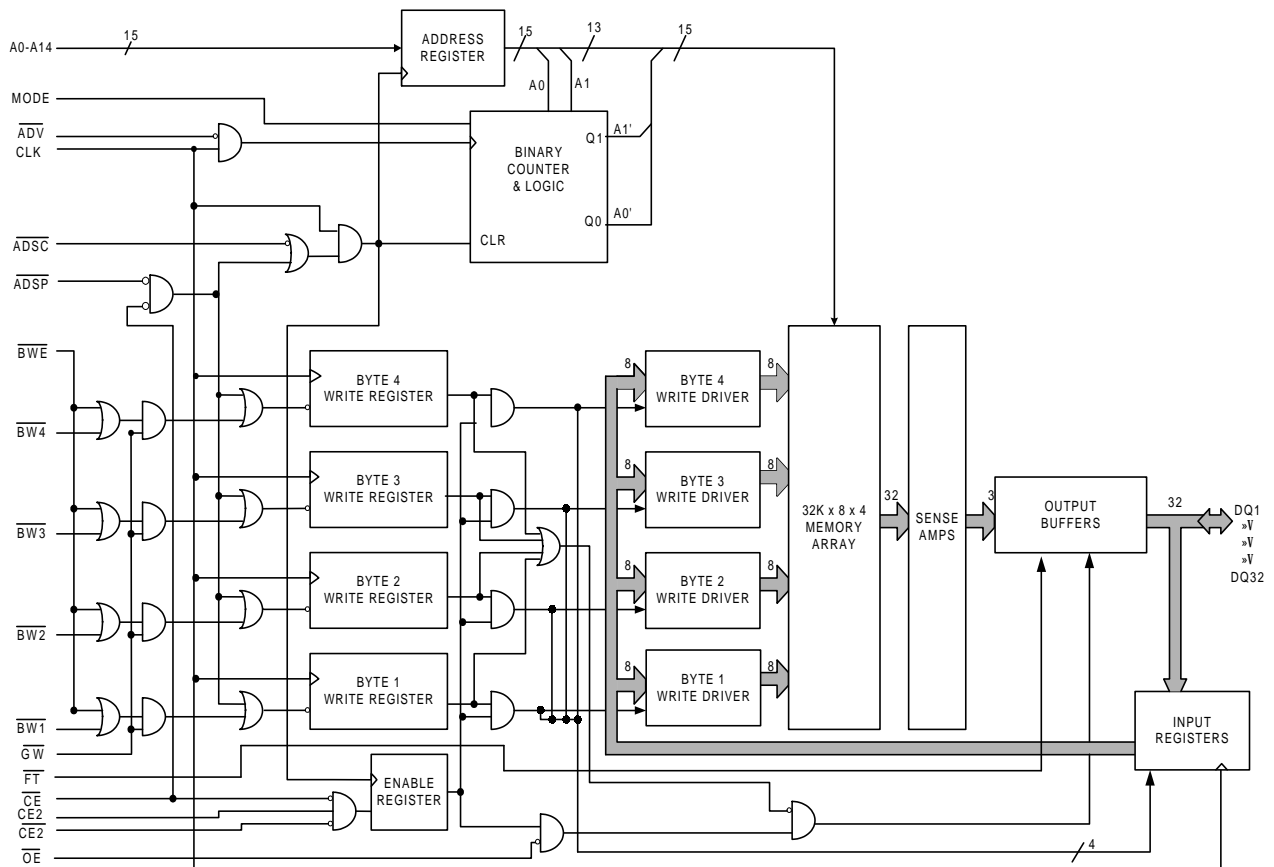 A0-A14
15
ADDRESS
REGISTER
15
13
15
A0
A1
MODE
ADV
CLK
BINARY
COUNTER
& LOGIC
Q1
A1'
Q0
A0'
CLR
ADSC
ADSP
BWE
BYTE 4
WRITE REGISTER
8
BYTE 4
WRITE DRIVER
8
BW4
BYTE 3
WRITE REGISTER
8
BYTE 3
WRITE DRIVER
8
BW3
32K x 8 x 4
MEMORY
ARRAY
32
SENSE
AMPS
3
OUTPUT
BUFFERS
32
DQ1
»V
»V
»V
DQ32
BYTE 2
WRITE REGISTER
8
BYTE 2
WRITE DRIVER
8
BW2
BYTE 1
WRITE REGISTER
8
BYTE 1
WRITE DRIVER
8
BW1
INPUT
REGISTERS
GW
FT
ENABLE
REGISTER
CE
CE2
CE2
OE
4